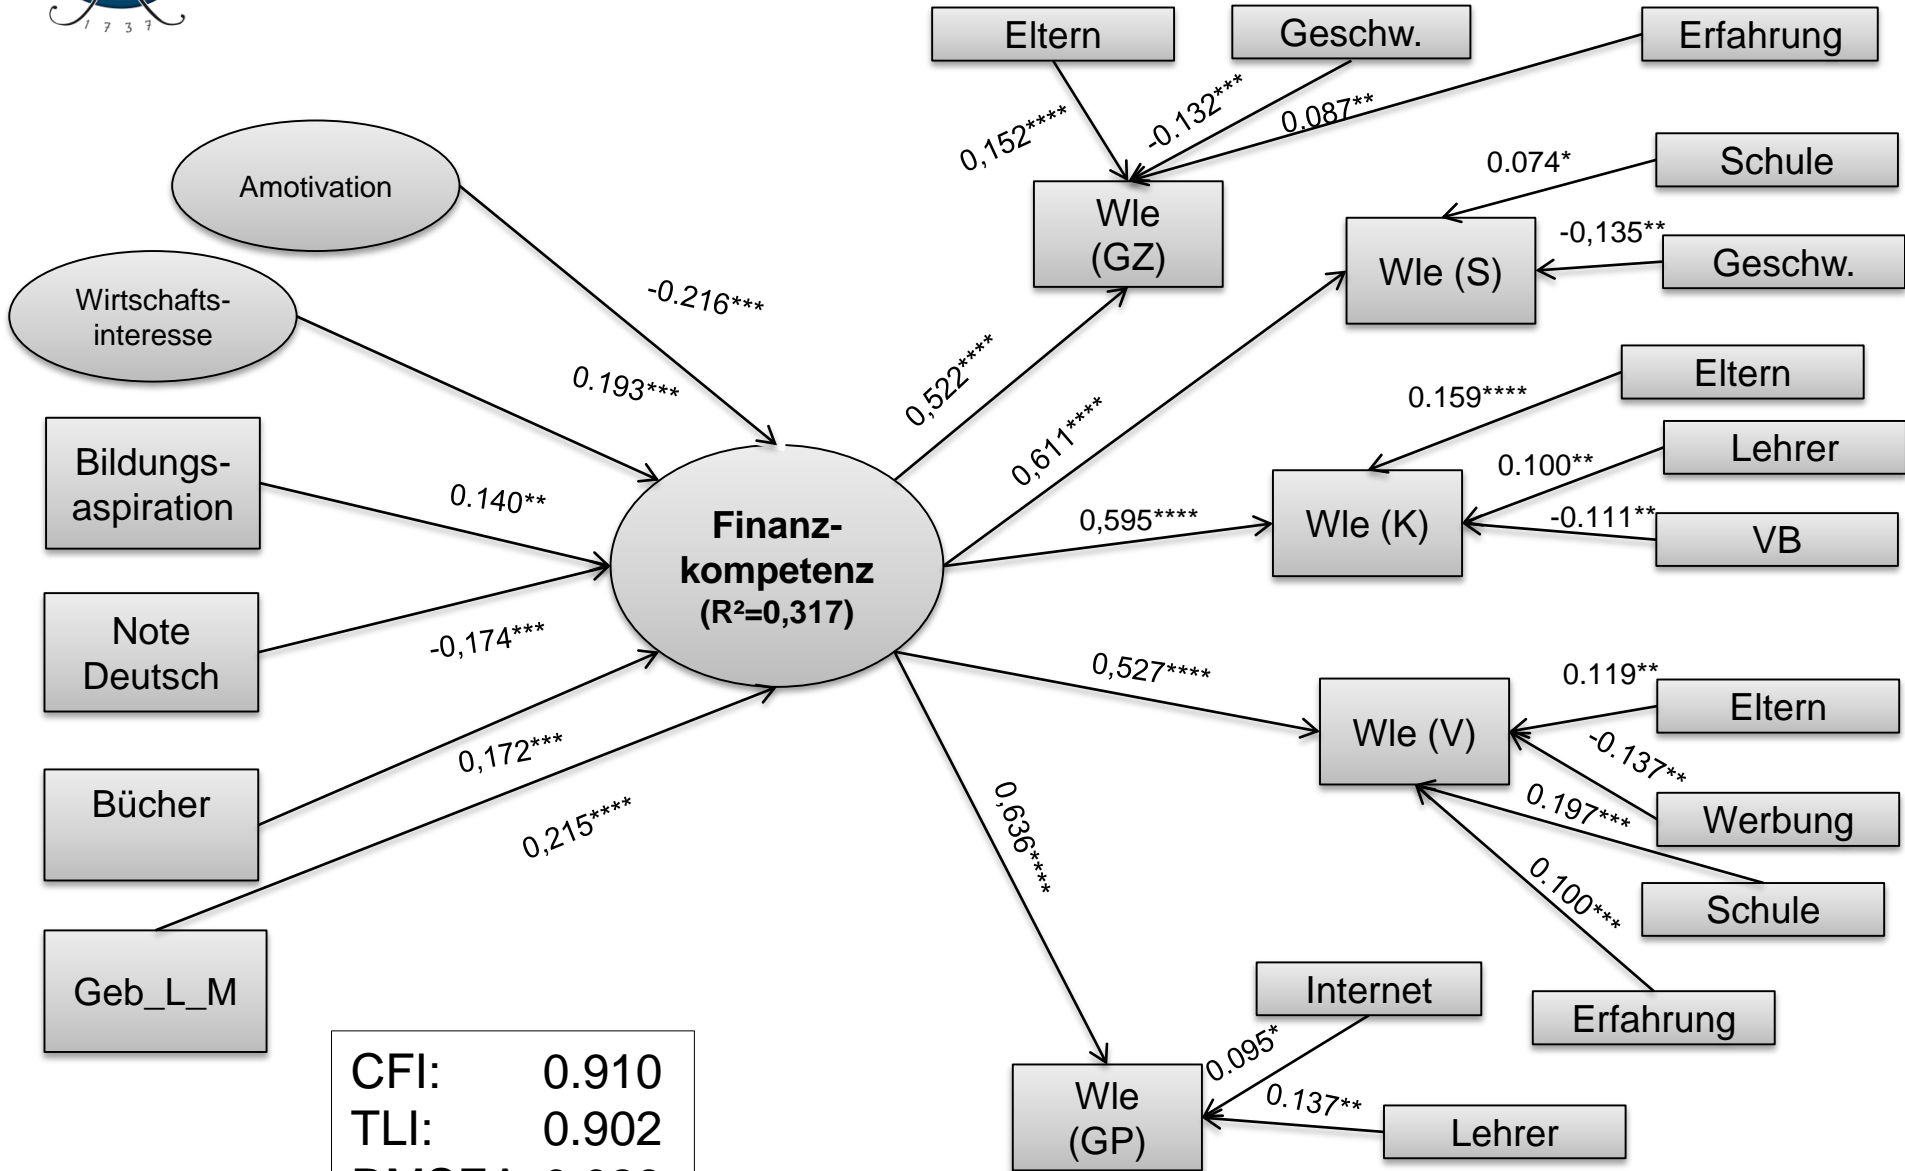 1737
Eltern
Geschw.
Erfahrung
0,152****
-0.132***
0.087**
Amotivation
Wle
(GZ)
0.074*
Schule
-0,135**
Geschw.
Wle (S)
Wirtschafts-
interesse
-0.216***
0.193***
0,522****
0,611****
0.159****
Eltern
0.100**
Lehrer
-0.111**
VB
Wle (K)
0,595****
Bildungs-
aspiration
0.140**
Finanz-
kompetenz
(R²=0,317)
Note
Deutsch
-0,174***
0,527****
0.119**
Eltern
Wle (V)
-0.137**
Werbung
0.197***
Schule
0.100***
Erfahrung
Bücher
0,172***
0,215****
0,636****
Geb_L_M
Internet
0.095*
Wle
(GP)
0.137**
Lehrer
CFI: 0.910
TLI: 0.902